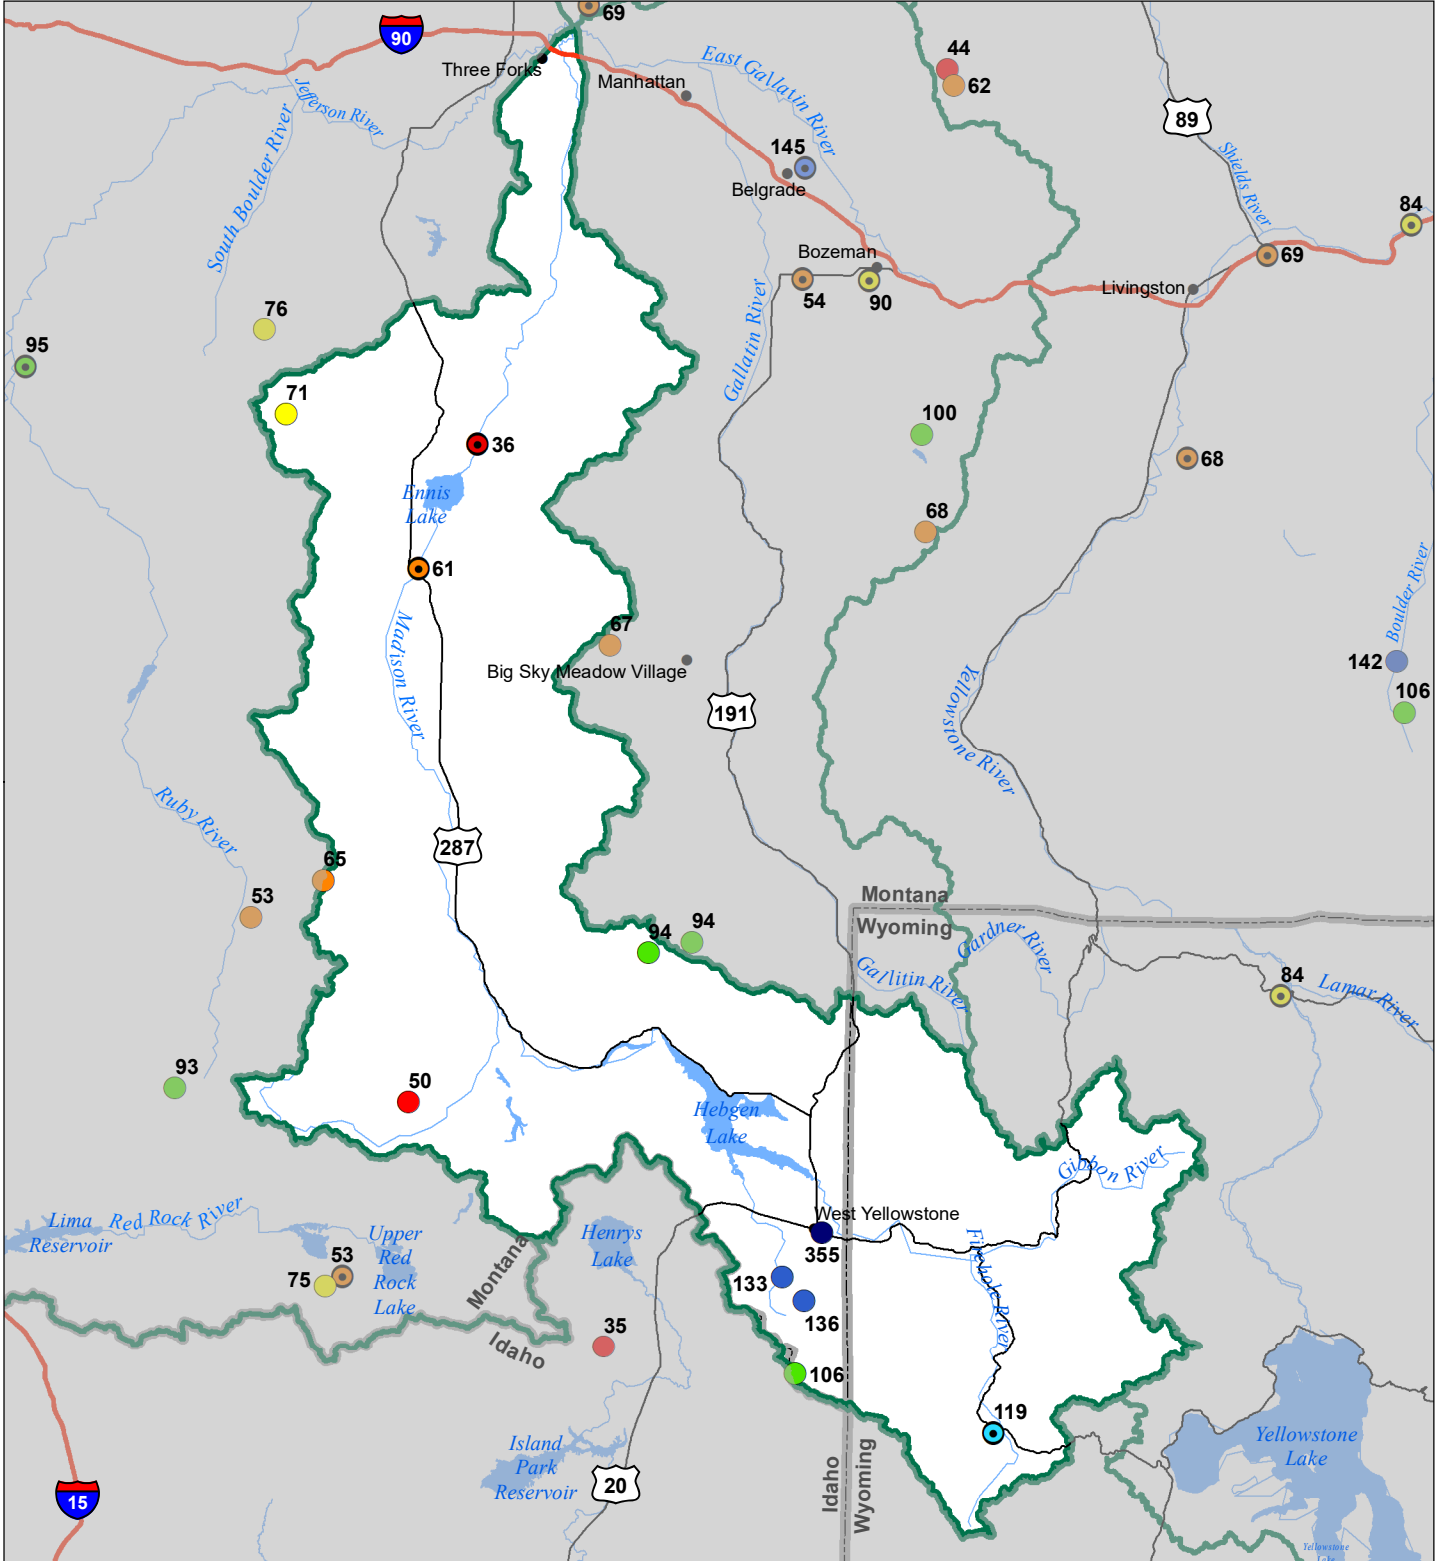 69
90
Three Forks
Manhattan
East Gallatin River
44
62
89
Jefferson River
South Boulder River
145
Belgrade
Shields River
84
Bozeman
54
90
69
Livingston
Gallatin River
76
95
71
36
100
68
Ennis
Lake
68
61
Madison River
67
Big Sky Meadow Village
191
Boulder River
142
106
Yellowstone River
Ruby River
287
65
53
Montana
Wyoming
94
94
Gardner River
Gallitin River
84
Lamar River
93
50
Hebgen
Lake
Gibbon River
Lima
Reservoir
Red Rock River
Upper
Red
Rock
Lake
53
75
Montana
Idaho
Henrys
Lake
West Yellowstone
355
133
136
Firehole River
35
106
119
Island
Park
Reservoir
20
Idaho
Wyoming
Yellowstone
Lake
15
Yellowstone
Lake